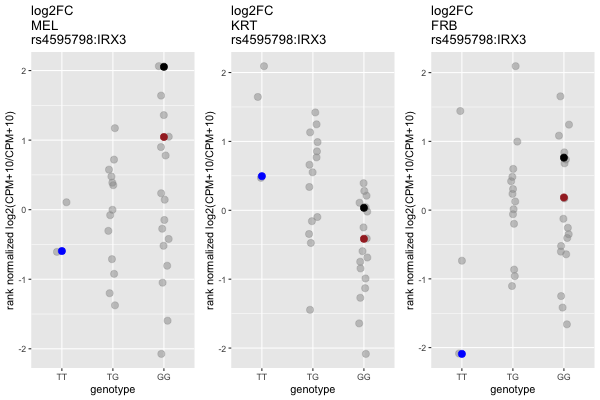 log2FC
MEL
rs4595798:IRX3
rank normalized log2(CPM+10/CPM+10)
2
1
0
-1
-2
TT
TG
GG
genotype
log2FC
KRT
rs4595798:IRX3
rank normalized log2(CPM+10/CPM+10)
2
1
0
-1
-2
TT
TG
GG
genotype
log2FC
FRB
rs4595798:IRX3
rank normalized log2(CPM+10/CPM+10)
2
1
0
-1
-2
TT
TG
GG
genotype